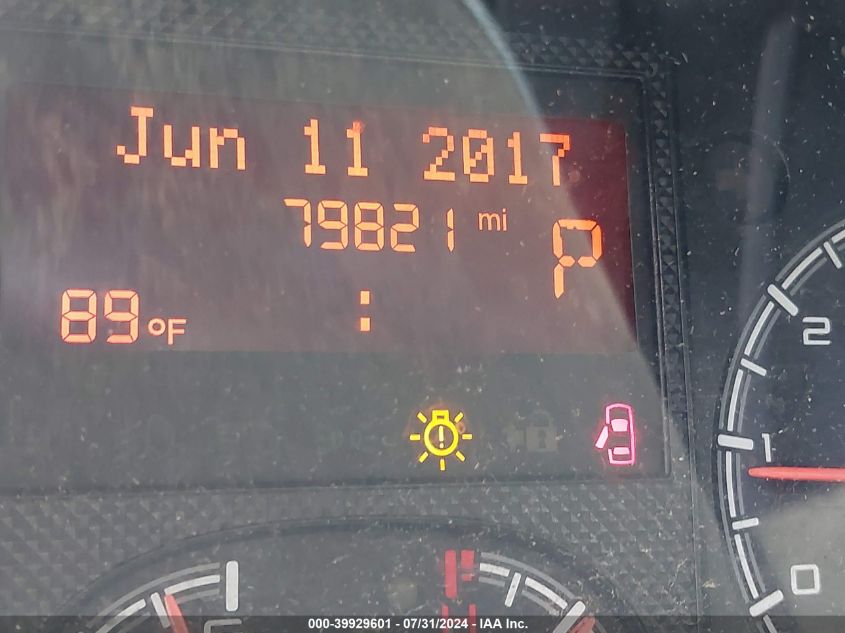 Jun 11 2017
79821 mi
P
89°F :
2
1
0
000-39929601 - 07/31/2024 - IAA Inc.